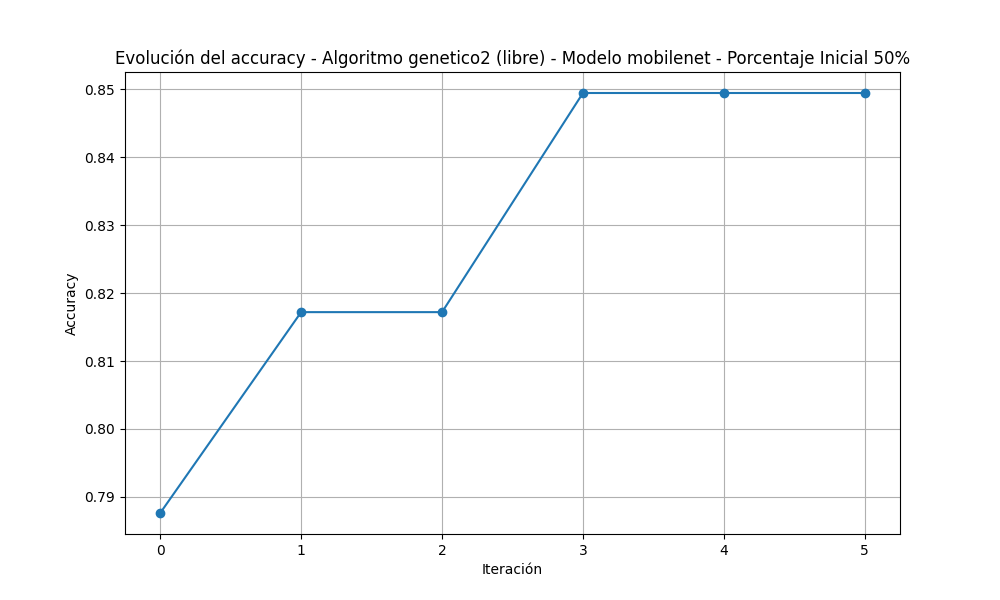 Evolución del accuracy - Algoritmo genetico2 (libre) - Modelo mobilenet - Porcentaje Inicial 50%
0.85
0.84
0.83
0.82
0.81
0.80
0.79
Accuracy
0 1 2 3 4 5
Iteración